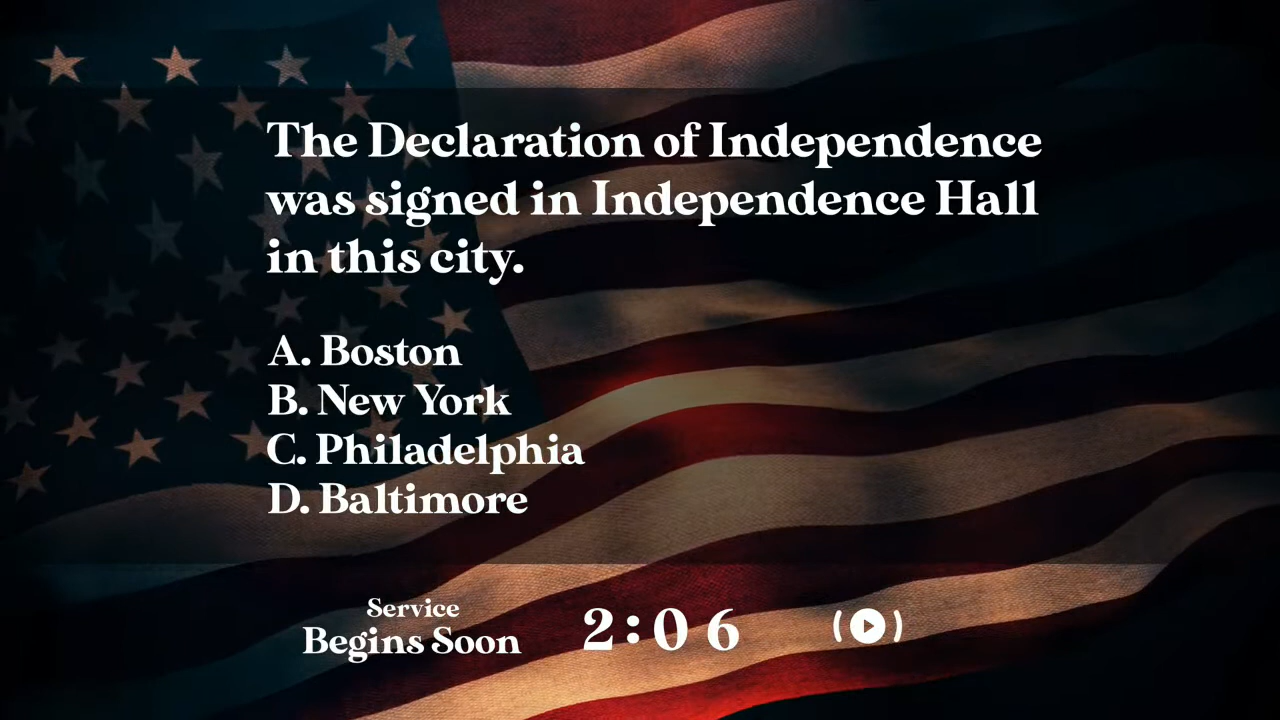 The Declaration of Independence
was signed in Independence Hall
in this city.
A. Boston
B. New York
C. Philadelphia
D. Baltimore
Service
Begins Soon
2:06